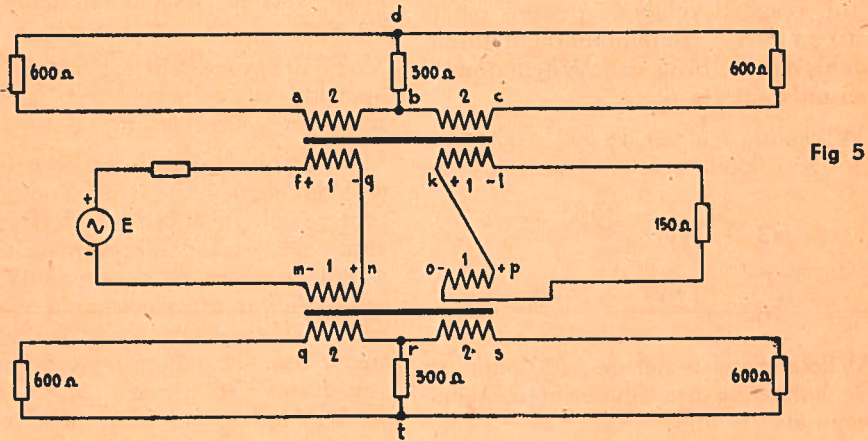 d
600 Ω
300 Ω
600 Ω
a 2 b 2 c
Fig 5
f + 1 - g
k + 1 - l
+
E
-
150 Ω
m - 1 + n
o - 1 + p
q 2 r 2 s
600 Ω
300 Ω
600 Ω
t